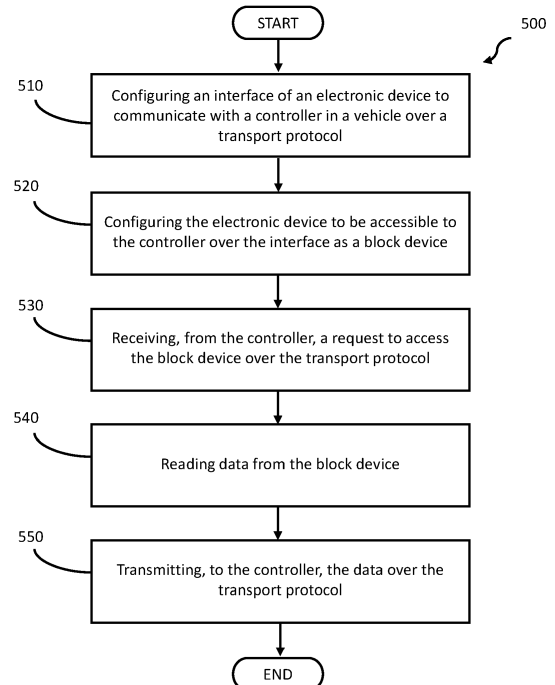 START
500
510
Configuring an interface of an electronic device to
communicate with a controller in a vehicle over a
transport protocol
520
Configuring the electronic device to be accessible to
the controller over the interface as a block device
530
Receiving, from the controller, a request to access
the block device over the transport protocol
540
Reading data from the block device
550
Transmitting, to the controller, the data over the
transport protocol
END